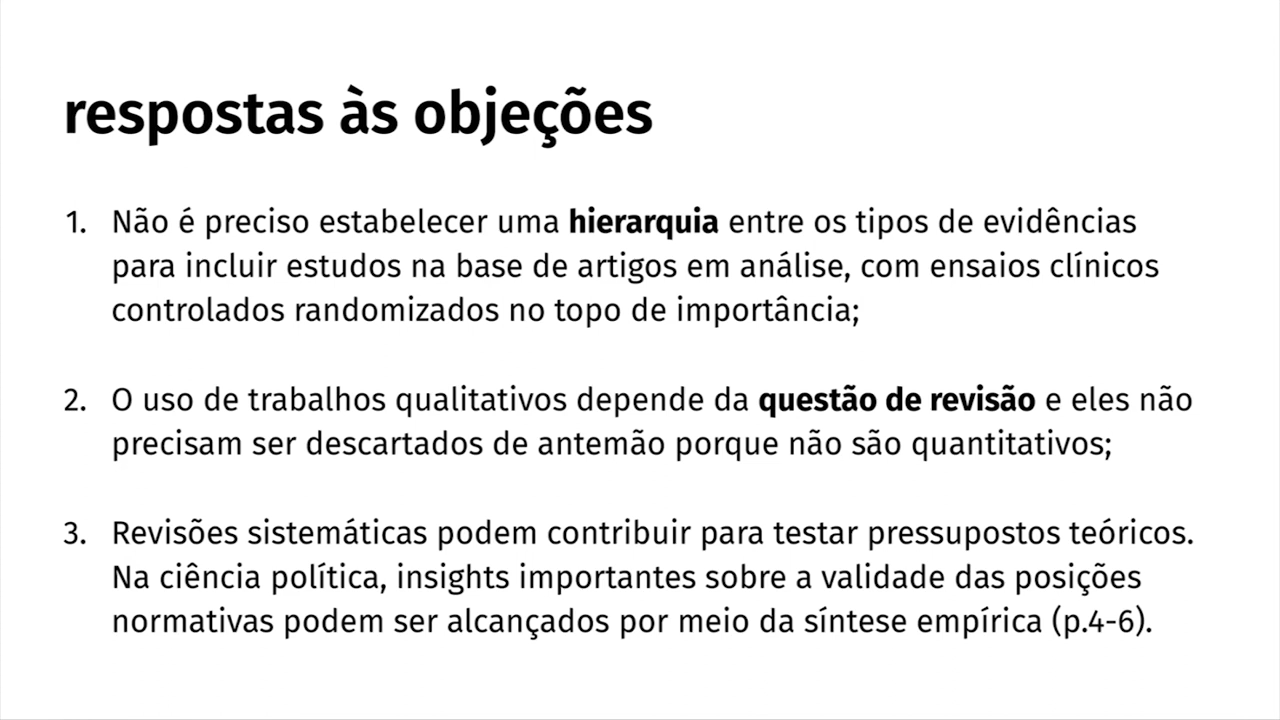 respostas às objeções
1. Não é preciso estabelecer uma hierarquia entre os tipos de evidências
para incluir estudos na base de artigos em análise, com ensaios clínicos
controlados randomizados no topo de importância;
2. O uso de trabalhos qualitativos depende da questão de revisão e eles não
precisam ser descartados de antemão porque não são quantitativos;
3. Revisões sistemáticas podem contribuir para testar pressupostos teóricos.
Na ciência política, insights importantes sobre a validade das posições
normativas podem ser alcançados por meio da síntese empírica (p.4-6).